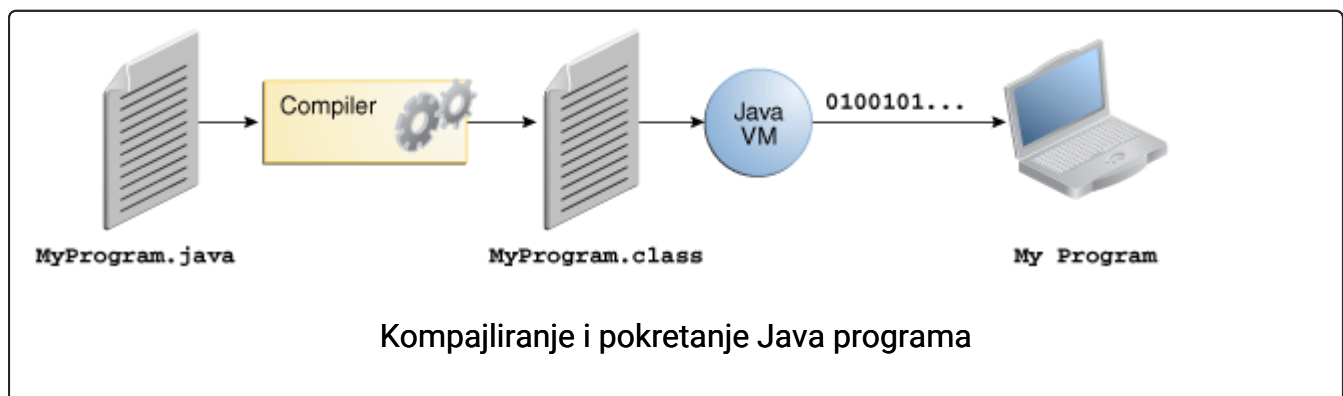 Compiler
Java
VM
0100101...
MyProgram.java
MyProgram.class
My Program
Kompajliranje i pokretanje Java programa